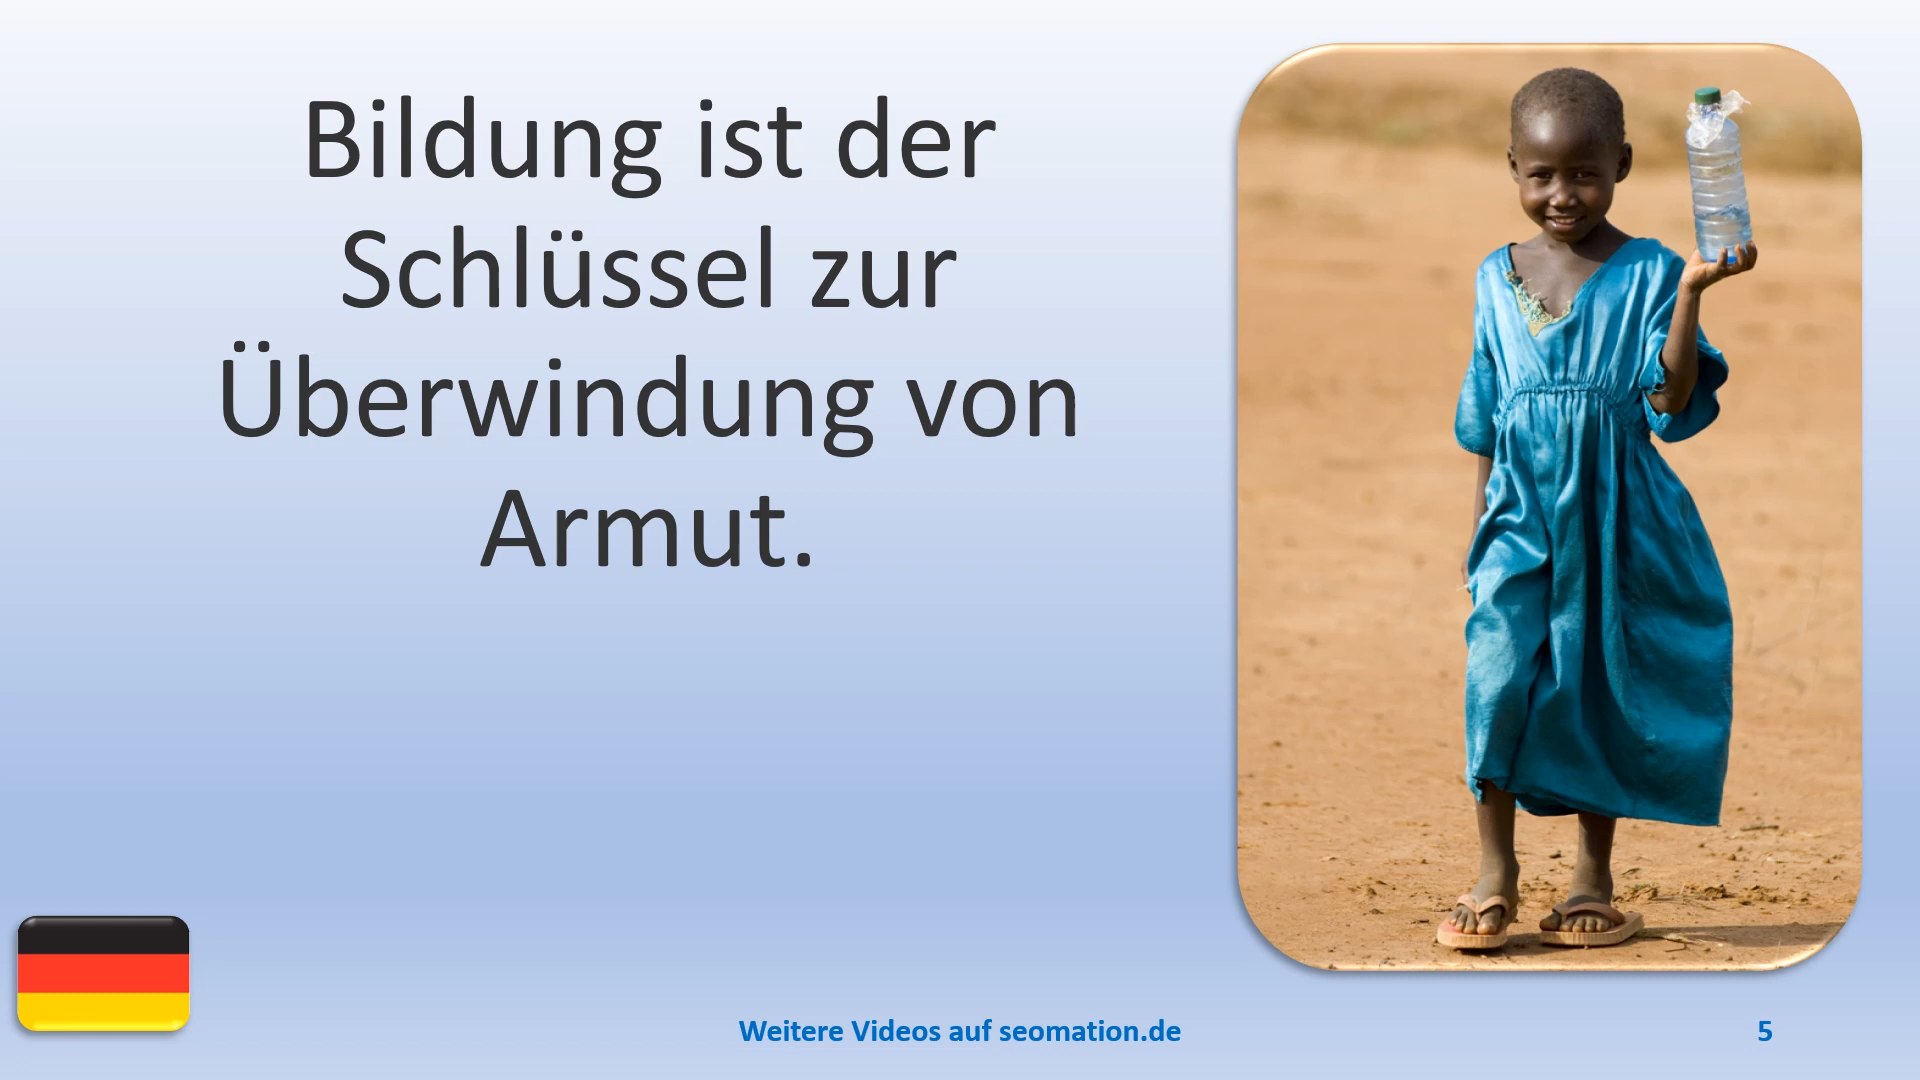 Bildung ist der
Schlüssel zur
Überwindung von
Armut.
Weitere Videos auf seomation.de
5